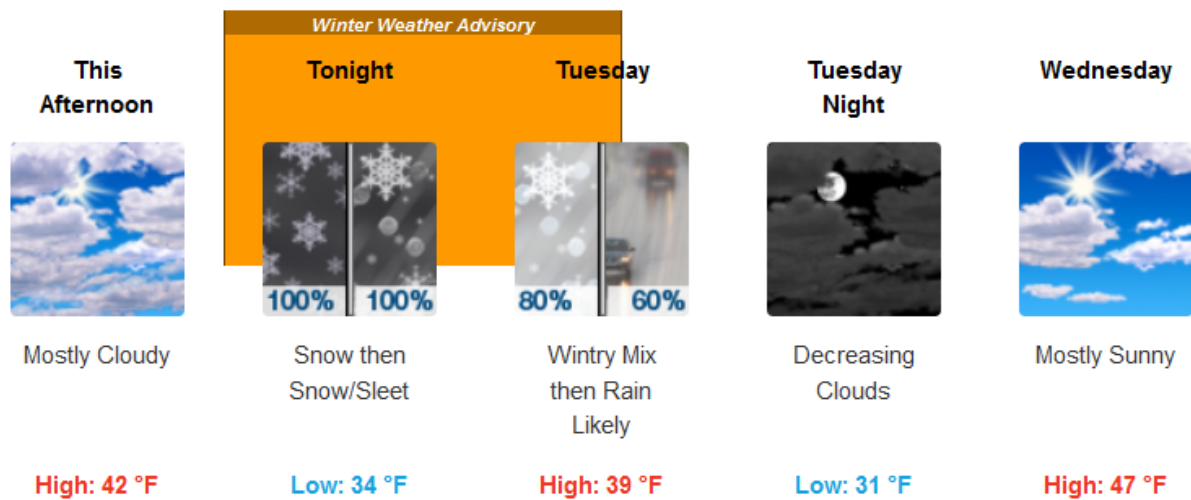 Winter Weather Advisory
This
Afternoon
Tonight
Tuesday
Tuesday
Night
Wednesday
100% 100%
80% 60%
Mostly Cloudy
Snow then
Snow/Sleet
Wintry Mix
then Rain
Likely
Decreasing
Clouds
Mostly Sunny
High: 42 °F
Low: 34 °F
High: 39 °F
Low: 31 °F
High: 47 °F